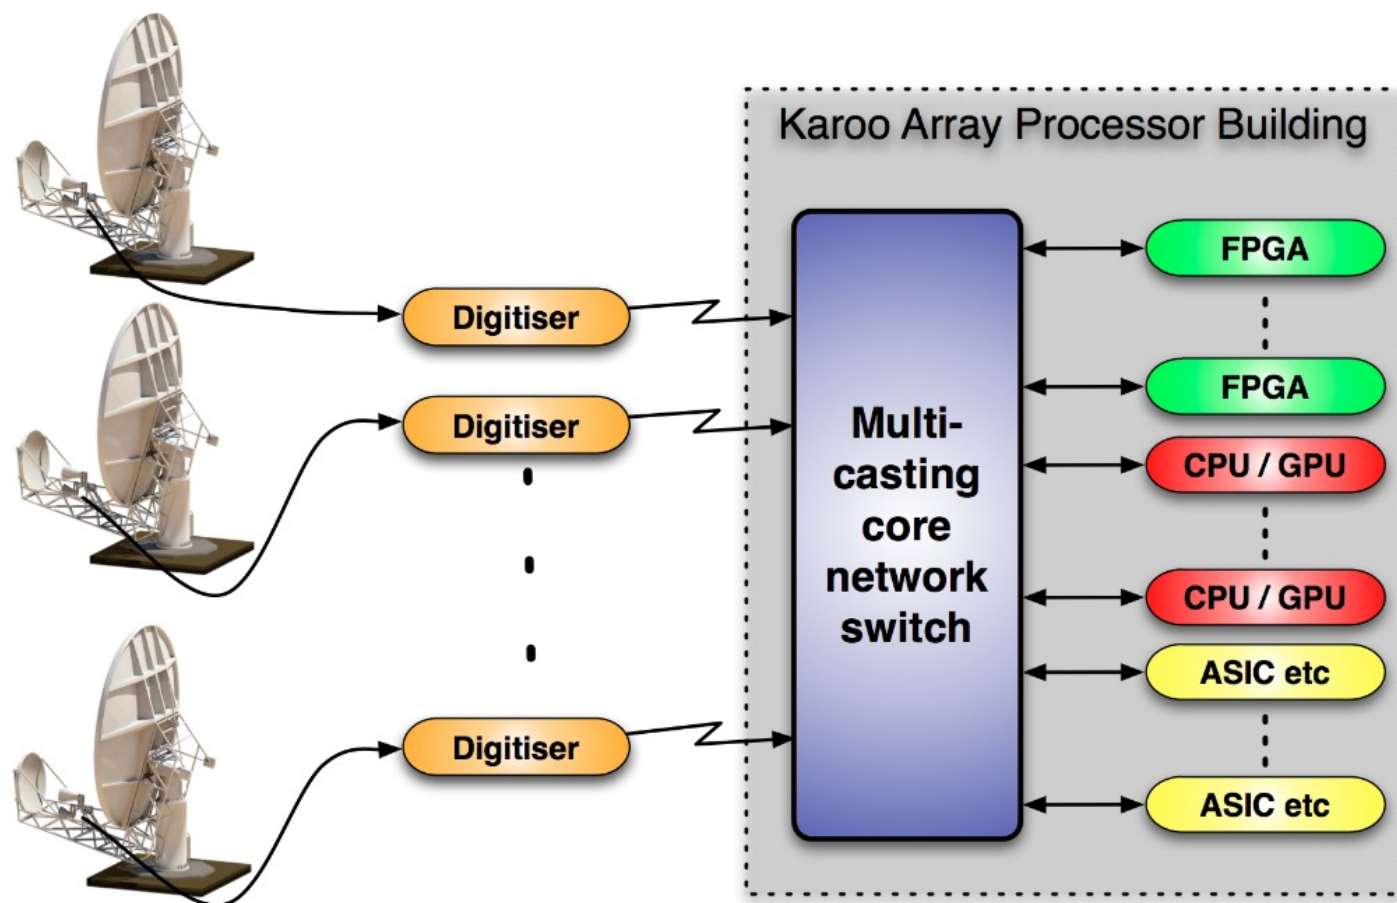 Karoo Array Processor Building
Digitiser
Digitiser
Digitiser
Multi-
casting
core
network
switch
FPGA
FPGA
CPU / GPU
CPU / GPU
ASIC etc
ASIC etc